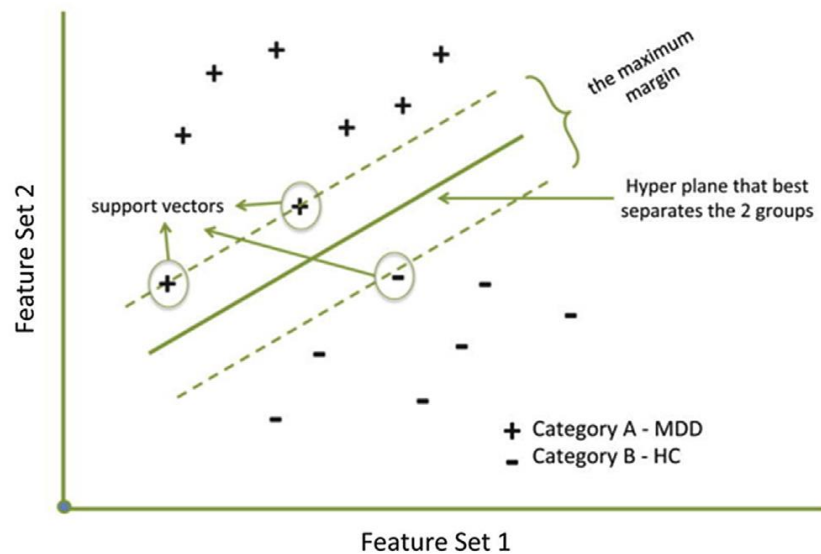 the maximum
margin
support vectors
Hyper plane that best
separates the 2 groups
Feature Set 2
+ Category A - MDD
- Category B - HC
Feature Set 1